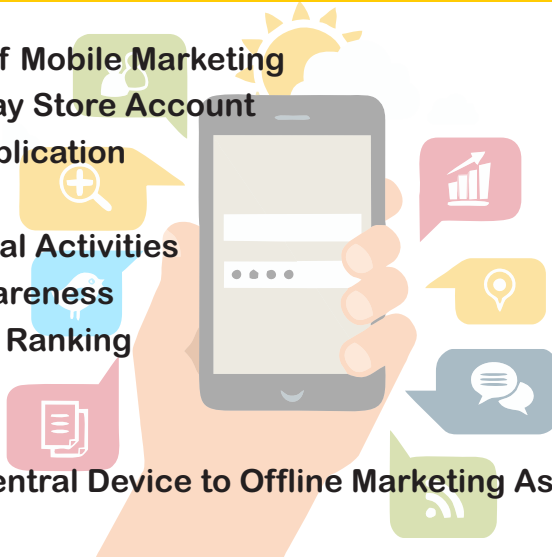 f Mobile Marketing
ay Store Account
plication
al Activities
areness
Ranking
entral Device to Offline Marketing As